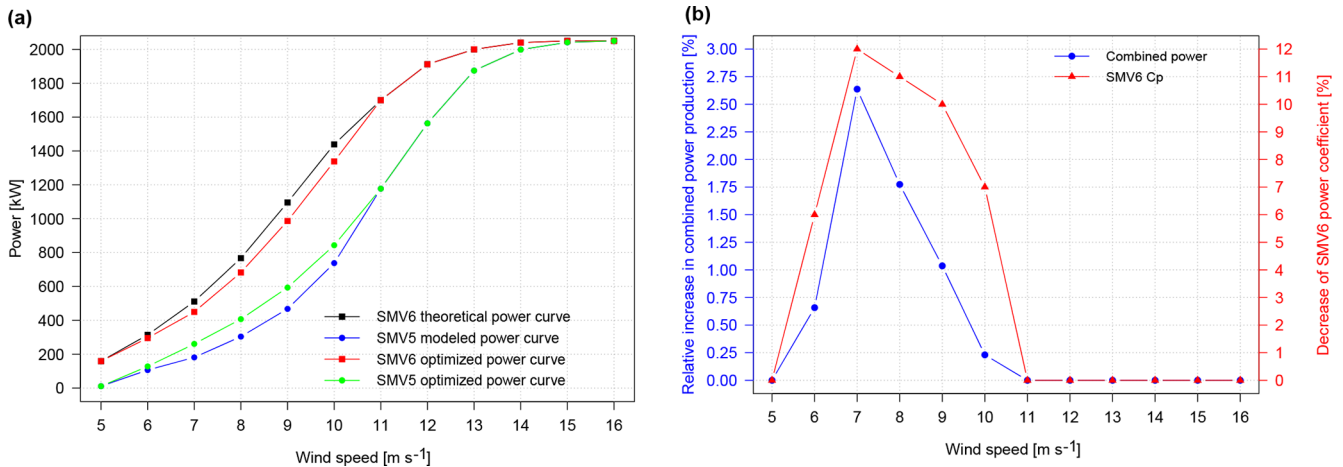 (a)
2000
1800
1600
1400
1200
1000
800
600
400
200
0
Power [kW]
SMV6 theoretical power curve
SMV5 modeled power curve
SMV6 optimized power curve
SMV5 optimized power curve
5 6 7 8 9 10 11 12 13 14 15 16
Wind speed [m s-1]
(b)
Relative increase in combined power production [%]
3.00
2.75
2.50
2.25
2.00
1.75
1.50
1.25
1.00
0.75
0.50
0.25
0.00
Combined power
SMV6 Cp
12
11
10
9
8
7
6
5
4
3
2
1
0
Decrease of SMV6 power coefficient [%]
5 6 7 8 9 10 11 12 13 14 15 16
Wind speed [m s-1]